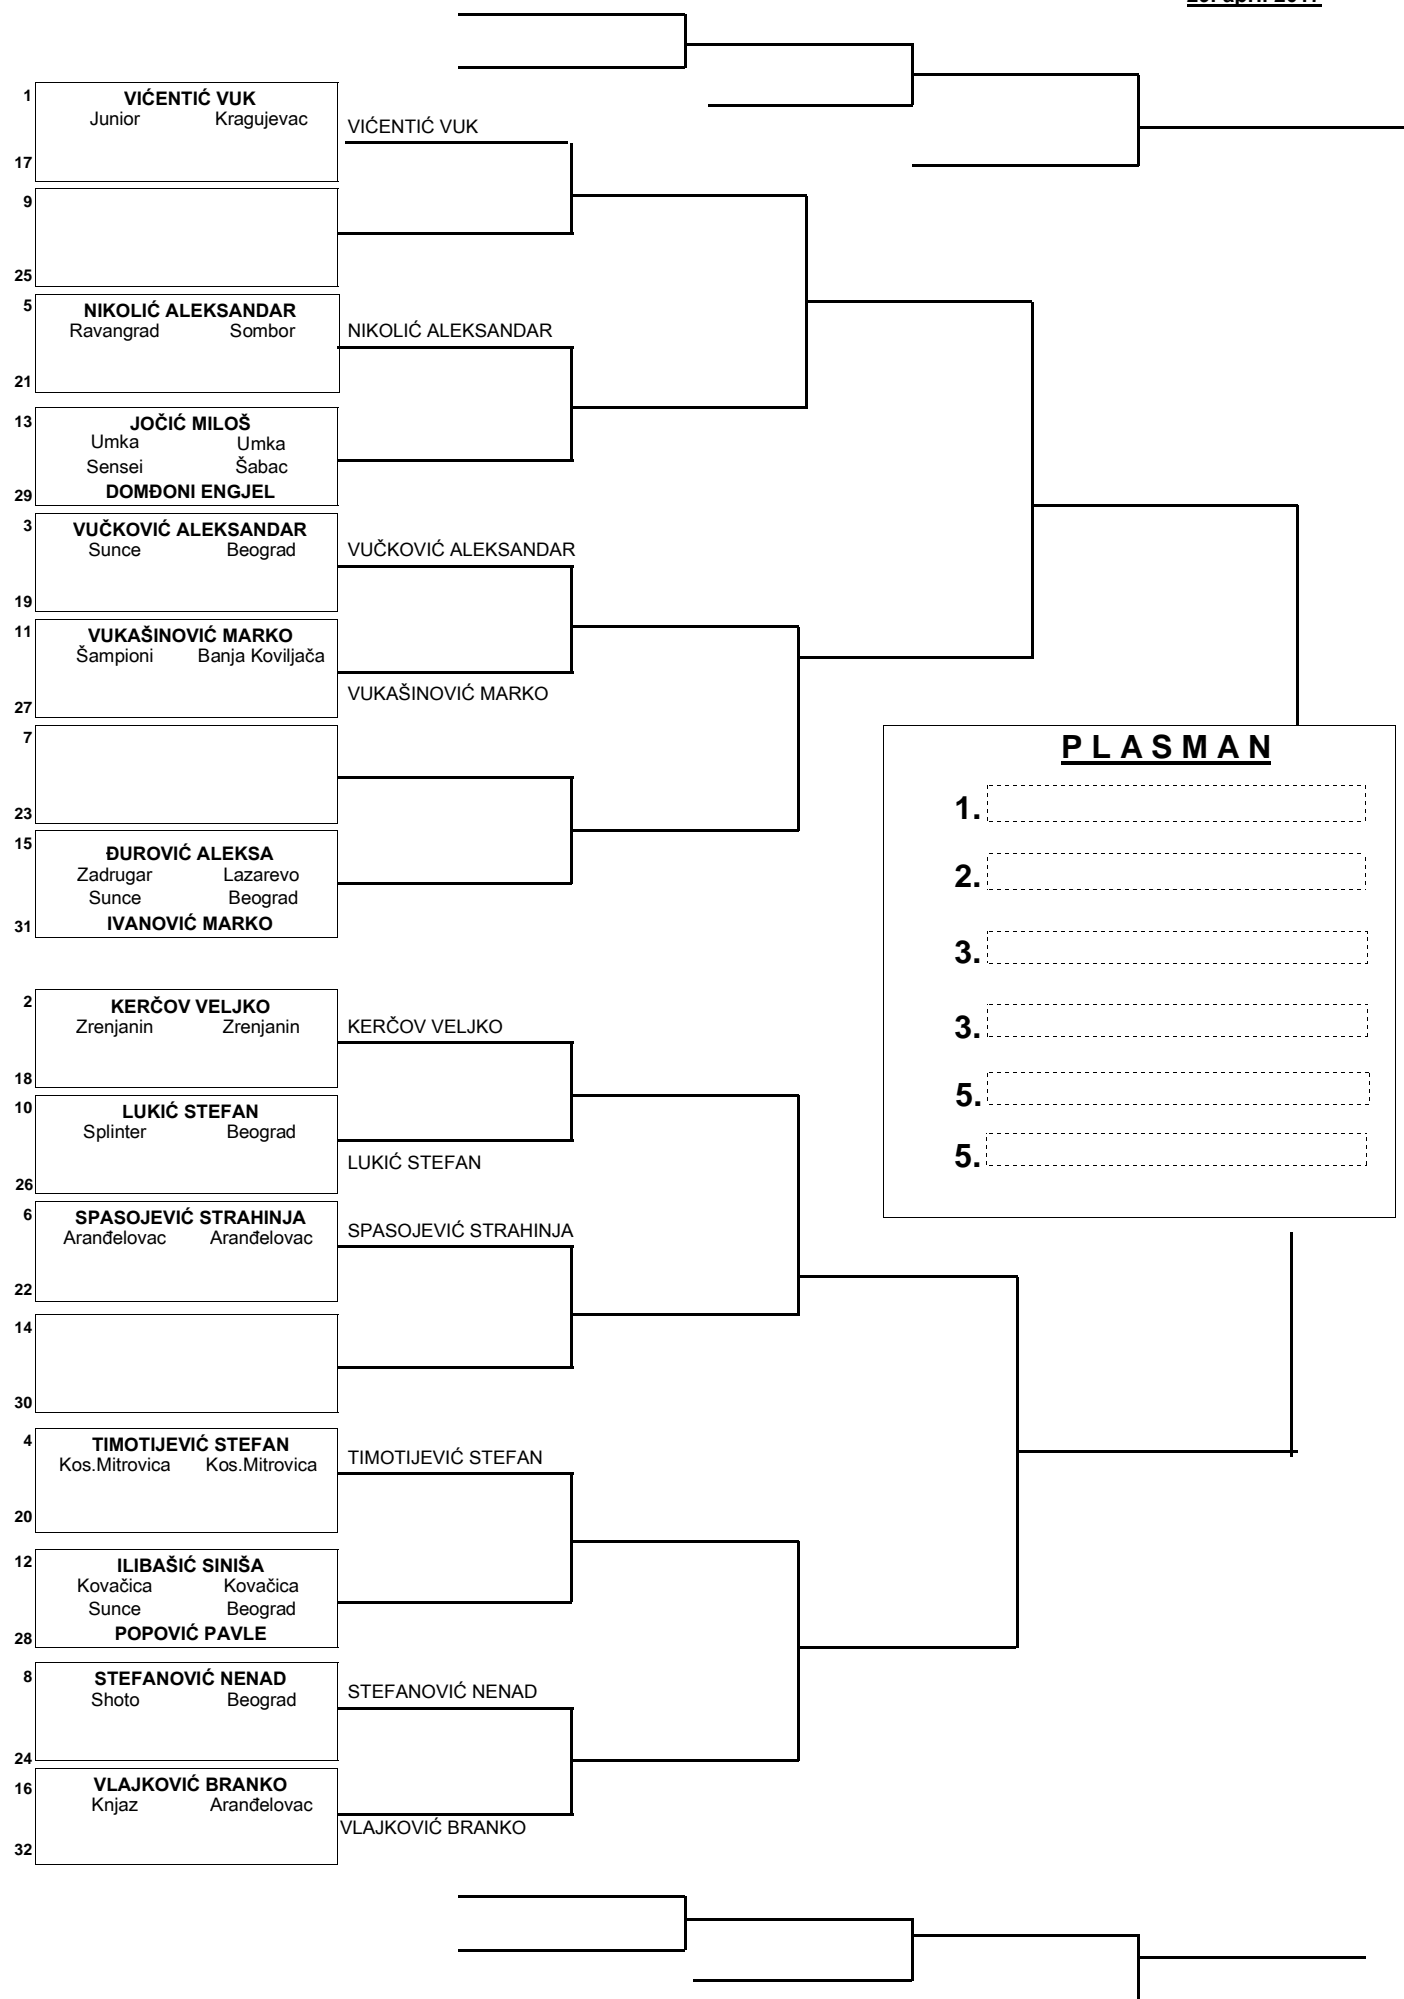 1 VIĆENTIĆ VUK
Junior Kragujevac
VIĆENTIĆ VUK
17
9
25
5 NIKOLIĆ ALEKSANDAR
Ravangrad Sombor
NIKOLIĆ ALEKSANDAR
21
13 JOČIĆ MILOŠ
Umka Umka
Sensei Šabac
29 DOMĐONI ENGJEL
3 VUČKOVIĆ ALEKSANDAR
Sunce Beograd
VUČKOVIĆ ALEKSANDAR
19
11 VUKAŠINOVIĆ MARKO
Šampioni Banja Koviljača
VUKAŠINOVIĆ MARKO
27
7
23
15 ĐUROVIĆ ALEKSA
Zadrugar Lazarevo
Sunce Beograd
31 IVANOVIĆ MARKO
PLASMAN
1.
2.
3.
3.
5.
5.
2 KERČOV VELJKO
Zrenjanin Zrenjanin
KERČOV VELJKO
18
10 LUKIĆ STEFAN
Splinter Beograd
LUKIĆ STEFAN
26
6 SPASOJEVIĆ STRAHINJA
Aranđelovac Aranđelovac
SPASOJEVIĆ STRAHINJA
22
14
30
4 TIMOTIJEVIĆ STEFAN
Kos.Mitrovica Kos.Mitrovica
TIMOTIJEVIĆ STEFAN
20
12 ILIBAŠIĆ SINIŠA
Kovačica Kovačica
Sunce Beograd
28 POPOVIĆ PAVLE
8 STEFANOVIĆ NENAD
Shoto Beograd
STEFANOVIĆ NENAD
24
16 VLAJKOVIĆ BRANKO
Knjaz Aranđelovac
VLAJKOVIĆ BRANKO
32